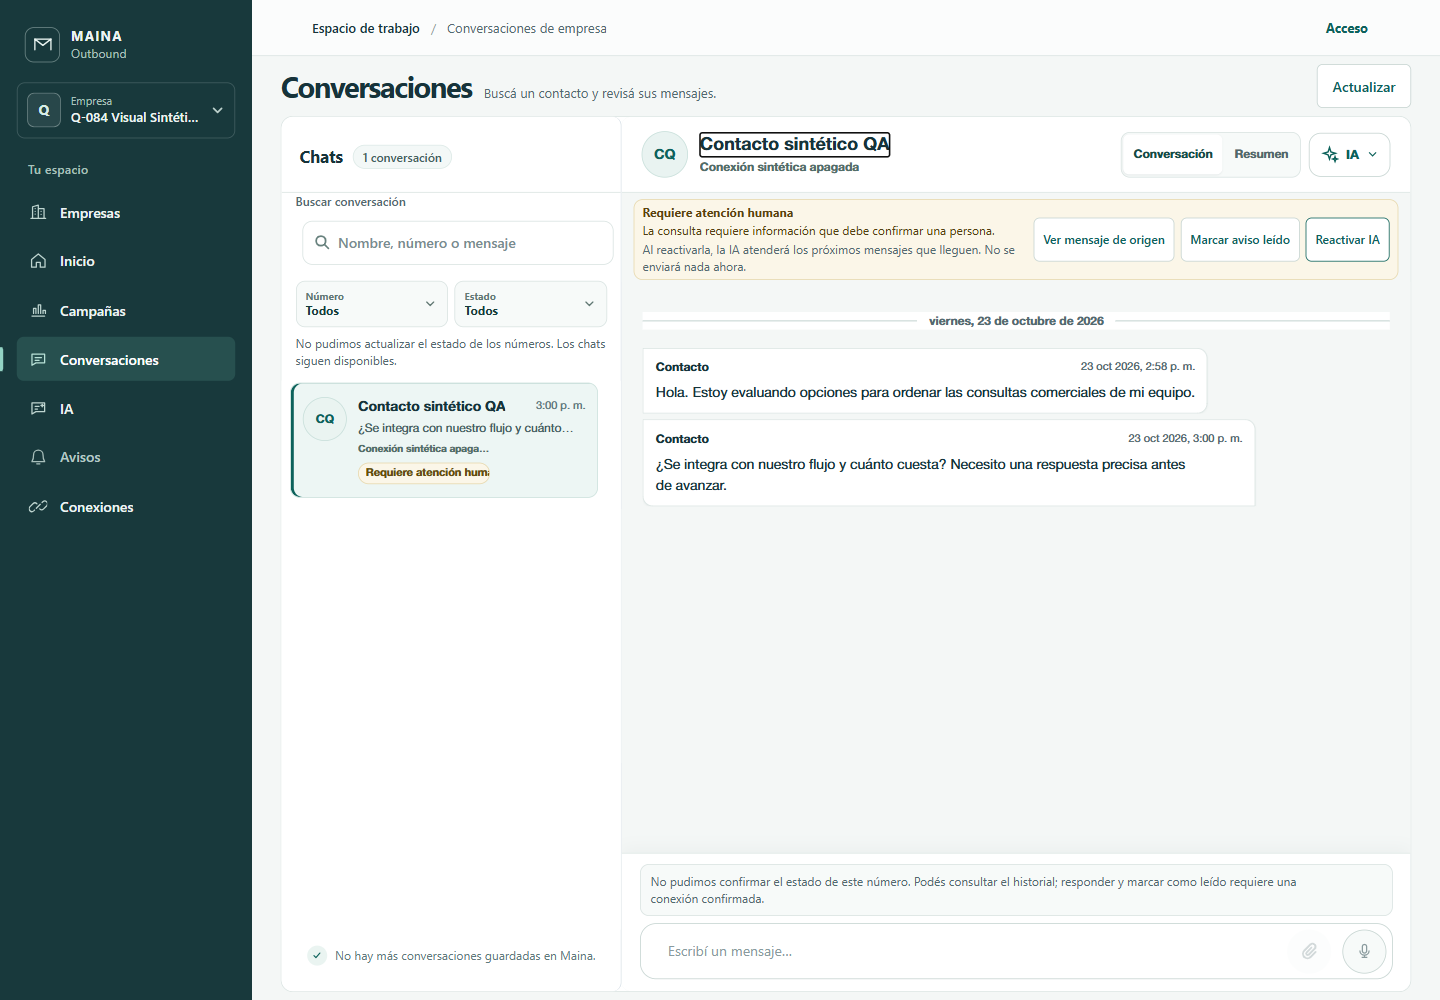 MAINA
Outbound
Empresa
Q
Q-084 Visual Sintéti...
Tu espacio
Empresas
Inicio
Campañas
Conversaciones
IA
Avisos
Conexiones
Espacio de trabajo / Conversaciones de empresa
Acceso
Conversaciones
Buscá un contacto y revisá sus mensajes.
Actualizar
Chats
1 conversación
Buscar conversación
Nombre, número o mensaje
Número
Todos
Estado
Todos
No pudimos actualizar el estado de los números. Los chats
siguen disponibles.
CQ
Contacto sintético QA
3:00 p. m.
¿Se integra con nuestro flujo y cuánto...
Conexión sintética apaga...
Requiere atención hum
No hay más conversaciones guardadas en Maina.
CQ
Contacto sintético QA
Conexión sintética apagada
Conversación
Resumen
IA
Requiere atención humana
La consulta requiere información que debe confirmar una persona.
Al reactivarla, la IA atenderá los próximos mensajes que lleguen. No se
enviará nada ahora.
Ver mensaje de origen
Marcar aviso leído
Reactivar IA
viernes, 23 de octubre de 2026
Contacto
23 oct 2026, 2:58 p. m.
Hola. Estoy evaluando opciones para ordenar las consultas comerciales de mi equipo.
Contacto
23 oct 2026, 3:00 p. m.
¿Se integra con nuestro flujo y cuánto cuesta? Necesito una respuesta precisa antes
de avanzar.
No pudimos confirmar el estado de este número. Podés consultar el historial; responder y marcar como leído requiere una
conexión confirmada.
Escribí un mensaje...